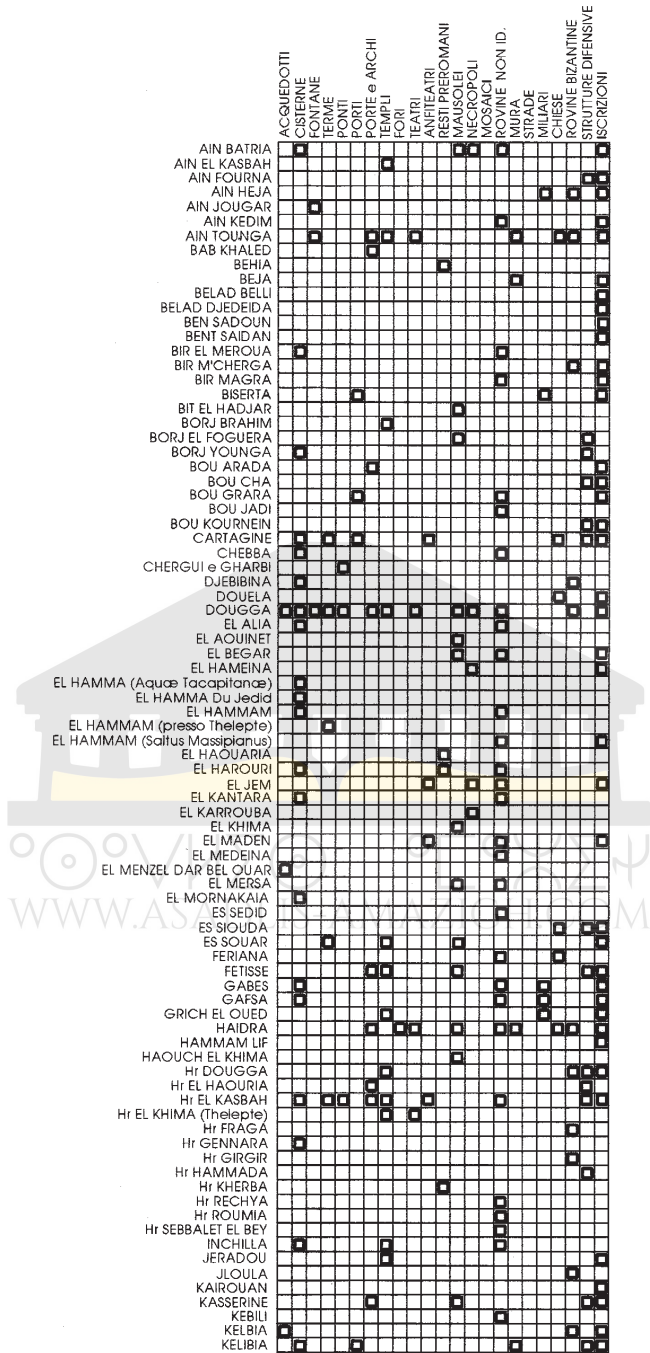 ACQUEDOTTI
CISTERNE
FONTANE
TERME
PONTI
PORTI
PORTE e ARCHI
TEMPLI
FORI
TEATRI
ANFITEATRI
RESTI PREROMANI
MAUSOLEI
NECROPOLI
MOSAICI
ROVINE NON ID.
MURA
STRADE
MILIARI
CHIESE
ROVINE BIZANTINE
STRUTTURE DIFENSIVE
ISCRIZIONI
AIN BATRIA
AIN EL KASBAH
AIN FOURNA
AIN HEJA
AIN JOUGAR
AIN KEDIM
AIN TOUNGA
BAB KHALED
BEHIA
BEJA
BELAD BELLI
BELAD DJEDEIDA
BEN SADOUN
BENT SAIDAN
BIR EL MEROUA
BIR M'CHERGA
BIR MAGRA
BISERTA
BIT EL HADJAR
BORJ BRAHIM
BORJ EL FOGUERA
BORJ YOUNGA
BOU ARADA
BOU CHA
BOU GRARA
BOU JADI
BOU KOURNEIN
CARTAGINE
CHEBBA
CHERGUI e GHARBI
DJEBIBINA
DOUELA
DOUGGA
EL ALIA
EL AOUINET
EL BEGAR
EL HAMEINA
EL HAMMA (Aquæ Tacapitanæ)
EL HAMMA Du Jedid
EL HAMMAM
EL HAMMAM (presso Thelepte)
EL HAMMAM (Saltus Massipianus)
EL HAOUARIA
EL HAROURI
EL JEM
EL KANTARA
EL KARROUBA
EL KHIMA
EL MADEN
EL MEDEINA
EL MENZEL DAR BEL OUAR
EL MERSA
EL MORNAKAIA
ES SEDID
ES SIOUDA
ES SOUAR
FERIANA
FETISSE
GABES
GAFSA
GRICH EL OUED
HAIDRA
HAMMAM LIF
HAOUCH EL KHIMA
Hr DOUGGA
Hr EL HAOURIA
Hr EL KASBAH
Hr EL KHIMA (Thelepte)
Hr FRAGA
Hr GENNARA
Hr GIRGIR
Hr HAMMADA
Hr KHERBA
Hr RECHYA
Hr ROUMIA
Hr SEBBALET EL BEY
INCHILLA
JERADOU
JLOULA
KAIROUAN
KASSERINE
KEBILI
KELBIA
KELIBIA